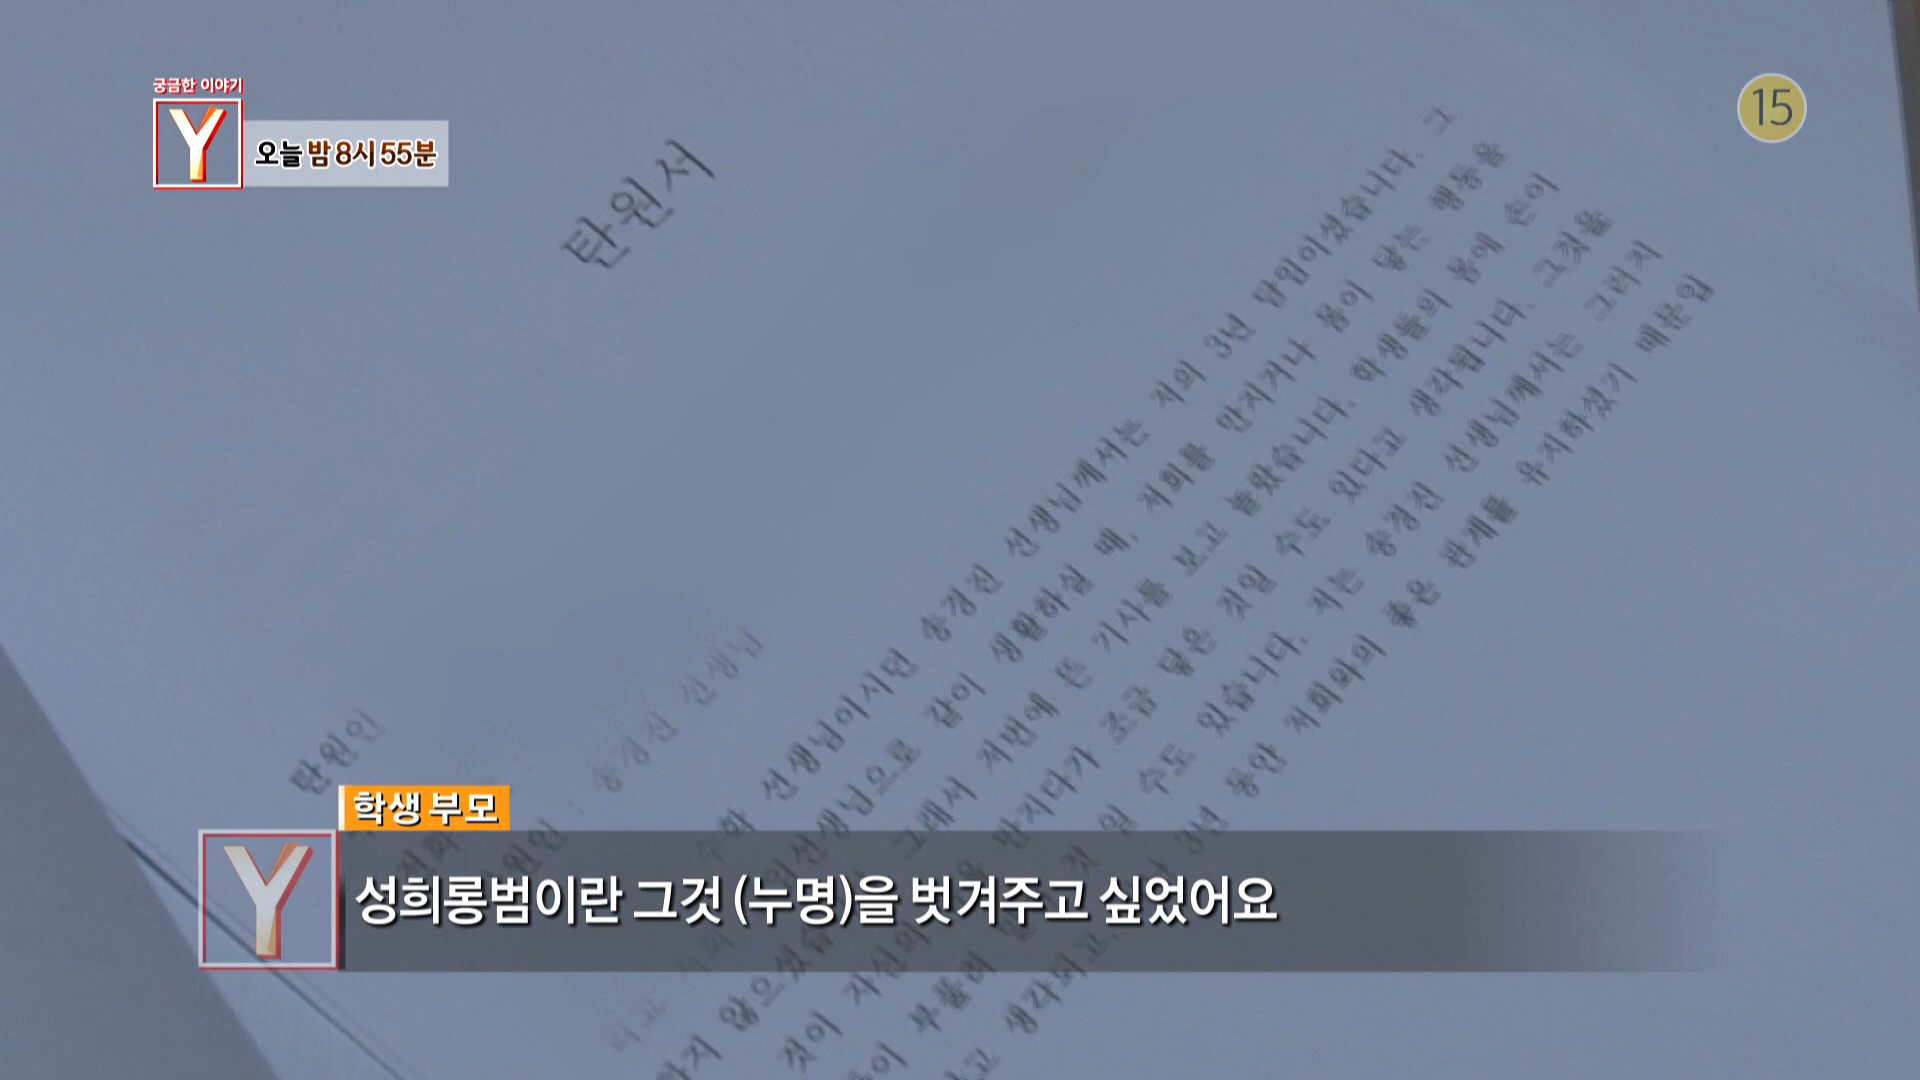 궁금한 이야기
Y
오늘 밤 8시 55분
15
탄원서
탄원인
송경진 선생님
수학 선생님이시던 송경진 선생님께서는 저의 3년 담임이셨습니다. 그
선생님으로 같이 생활하실 때, 저희를 만지거나 몸이 닿는 행동을
그래서 저번에 뜬 기사를 보고 놀랐습니다. 학생들의 몸에 손이
만지다가 조금 닿은 것일 수도 있다고 생각됩니다. 그것을
것 일 수도 있습니다. 저는 송경진 선생님께서는 그러지
3년 동안 저희와의 좋은 관계를 유지하셨기 때문입
생각되고
학생 부모
Y
성희롱범이란 그것 (누명)을 벗겨주고 싶었어요